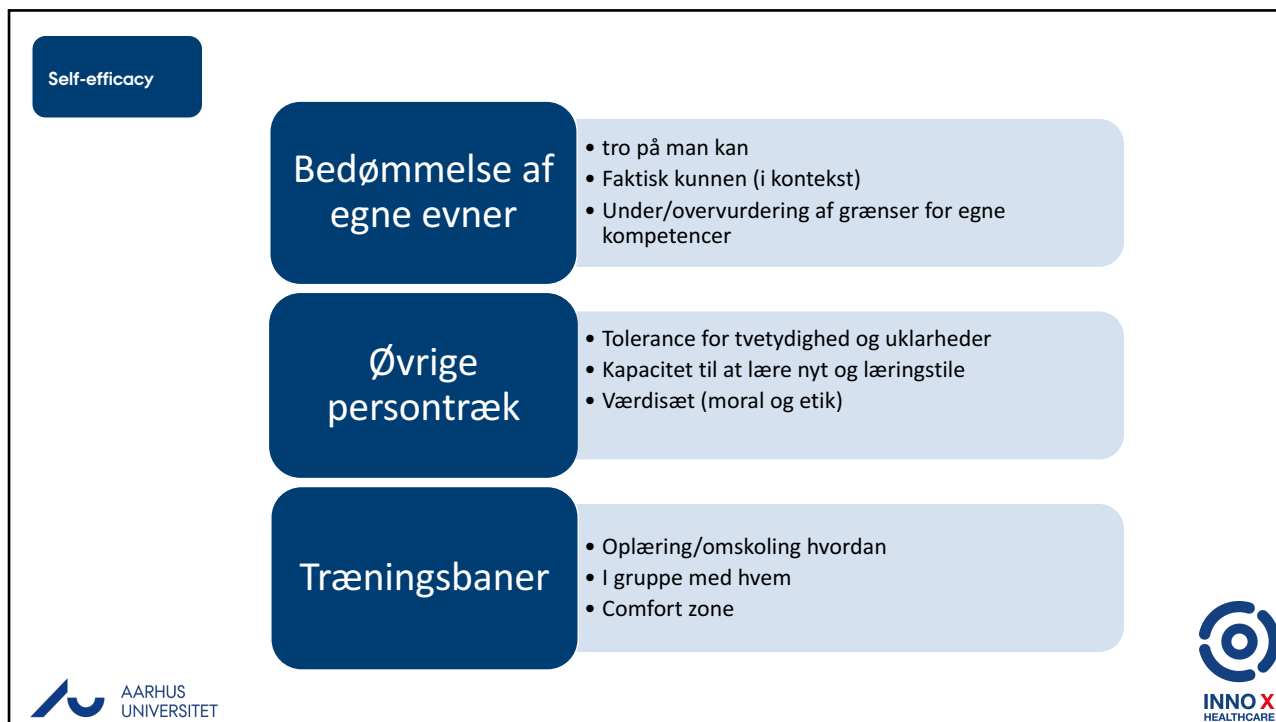 Self-efficacy
Bedømmelse af
egne evner
• tro på man kan
• Faktisk kunnen (i kontekst)
• Under/overvurdering af grænser for egne
kompetencer
Øvrige
persontræk
• Tolerance for tvetydighed og uklarheder
• Kapacitet til at lære nyt og læringstile
• Værdisæt (moral og etik)
Træningsbaner
• Oplæring/omskoling hvordan
• I gruppe med hvem
• Comfort zone
AARHUS
UNIVERSITET
INNO X
HEALTHCARE